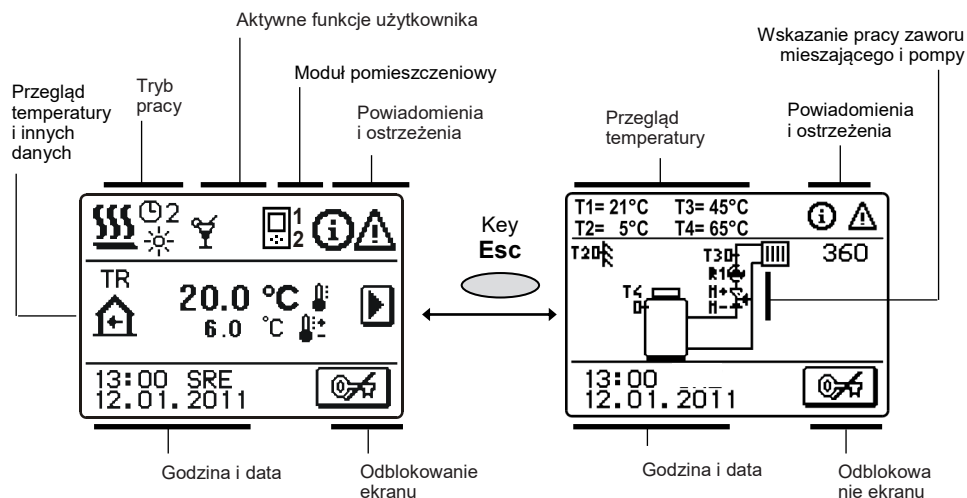 Aktywne funkcje użytkownika
Wskazanie pracy zaworu
mieszającego i pompy
Moduł pomieszczeniowy
Tryb
pracy
Przegląd
temperatury
i innych
danych
Powiadomienia
i ostrzeżenia
Przegląd
temperatury
Powiadomienia
i ostrzeżenia
2
1
2
TR
20.0 °C
6.0 °C
13:00 SRE
12.01.2011
Key
Esc
T1= 21°C T3= 45°C
T2= 5°C T4= 65°C
T2
T3
R1
M+
M-
T4
360
13:00
12.01.2011
Godzina i data
Odblokowanie
ekranu
Godzina i data
Odblokowa
nie ekranu